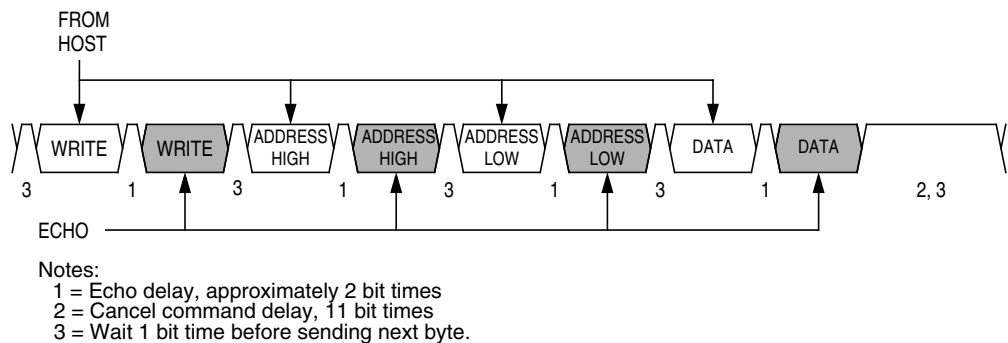 FROM
HOST
WRITE WRITE ADDRESS HIGH ADDRESS HIGH ADDRESS LOW ADDRESS LOW DATA DATA
3 1 3 1 3 1 3 1 2, 3
ECHO
Notes:
1 = Echo delay, approximately 2 bit times
2 = Cancel command delay, 11 bit times
3 = Wait 1 bit time before sending next byte.